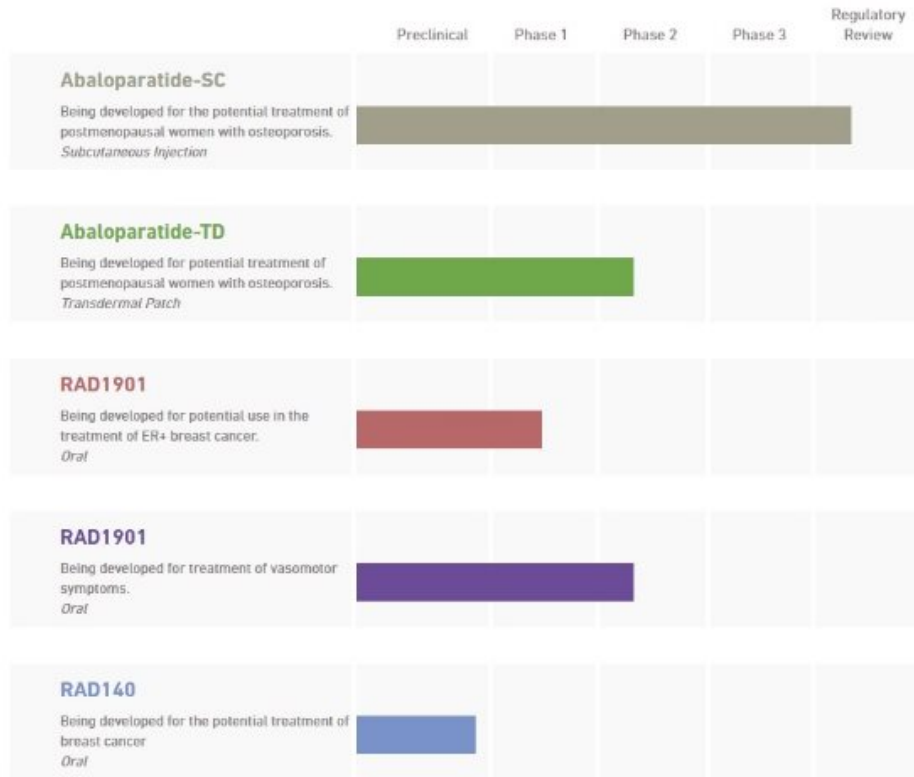 Regulatory
Preclinical Phase 1 Phase 2 Phase 3 Review
Abaloparatide-SC
Being developed for the potential treatment of
postmenopausal women with osteoporosis.
Subcutaneous Injection
Abaloparatide-TD
Being developed for potential treatment of
postmenopausal women with osteoporosis.
Transdermal Patch
RAD1901
Being developed for potential use in the
treatment of ER+ breast cancer.
Oral
RAD1901
Being developed for treatment of vasomotor
symptoms.
Oral
RAD140
Being developed for the potential treatment of
breast cancer
Oral